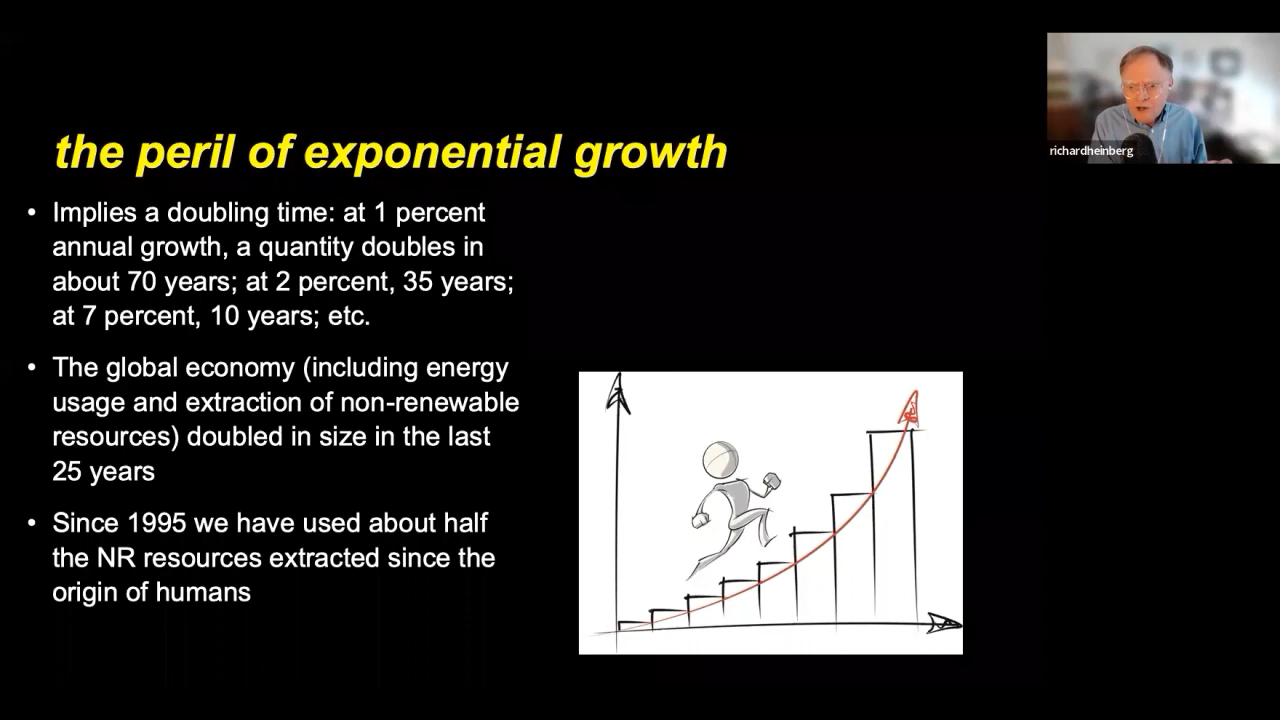 the peril of exponential growth
• Implies a doubling time: at 1 percent
annual growth, a quantity doubles in
about 70 years; at 2 percent, 35 years;
at 7 percent, 10 years; etc.
• The global economy (including energy
usage and extraction of non-renewable
resources) doubled in size in the last
25 years
• Since 1995 we have used about half
the NR resources extracted since the
origin of humans
richardheinberg